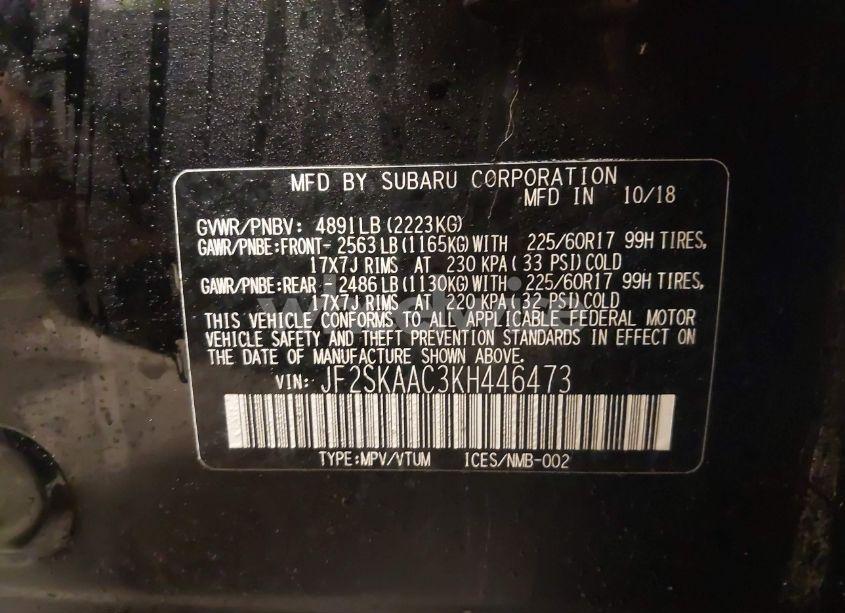 MFD BY SUBARU CORPORATION
MFD IN 10/18
GVWR/PNBV: 4891LB(2223KG)
GAWR/PNBE:FRONT- 2563LB(1165KG)WITH 225/60R17 99H TIRES,
17X7J RIMS AT 230 KPA(33 PSI)COLD
GAWR/PNBE:REAR - 2486LB(1130KG)WITH 225/60R17 99H TIRES,
17X7J RIMS AT 220 KPA(32 PSI)COLD
THIS VEHICLE CONFORMS TO ALL APPLICABLE FEDERAL MOTOR
VEHICLE SAFETY AND THEFT PREVENTION STANDARDS IN EFFECT ON
THE DATE OF MANUFACTURE SHOWN ABOVE.
VIN: JF2SKAAC3KH446473
TYPE:MPV/VTUM ICES/NMB-002